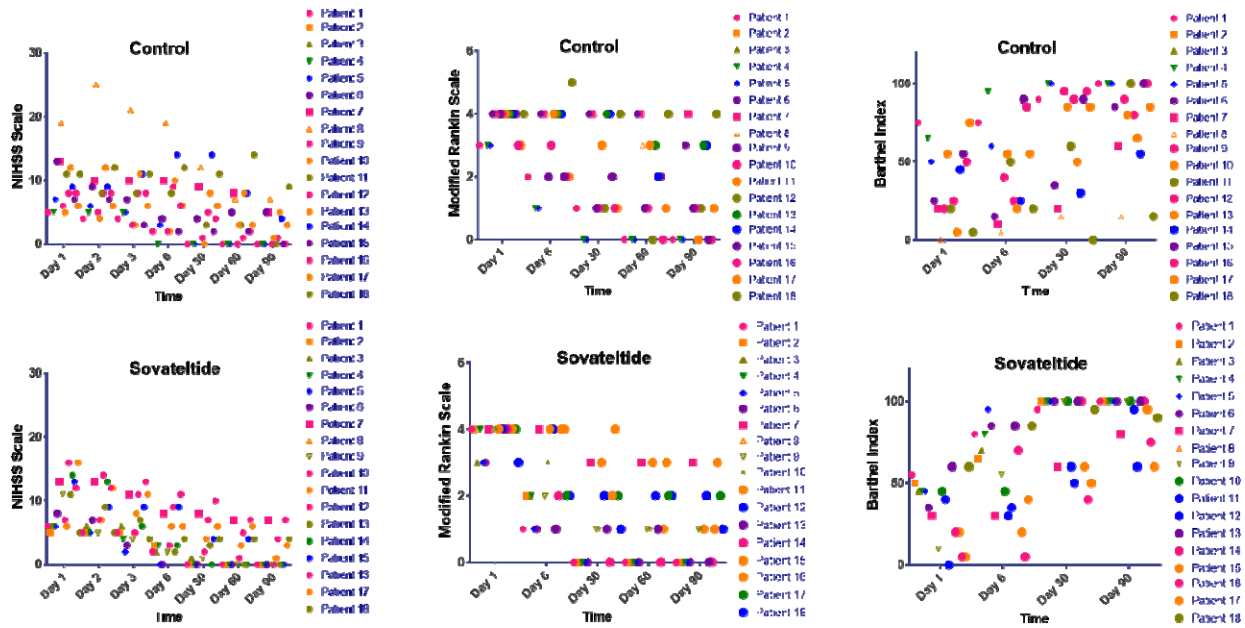 Control
NIHSS Scale
30
20
10
0
Day 1
Day 2
Day 3
Day 6
Day 30
Day 60
Day 90
Time
Patient 1
Patient 2
Patient 3
Patient 4
Patient 5
Patient 6
Patient 7
Patient 8
Patient 9
Patient 10
Patient 11
Patient 12
Patient 13
Patient 14
Patient 15
Patient 16
Patient 17
Patient 18
Control
Modified Rankin Scale
6
4
2
0
Day 1
Day 6
Day 30
Day 60
Day 90
Time
Patient 1
Patient 2
Patient 3
Patient 4
Patient 5
Patient 6
Patient 7
Patient 8
Patient 9
Patient 10
Patient 11
Patient 12
Patient 13
Patient 14
Patient 15
Patient 16
Patient 17
Patient 18
Control
Barthel Index
100
50
0
Day 1
Day 6
Day 30
Day 90
Time
Patient 1
Patient 2
Patient 3
Patient 4
Patient 5
Patient 6
Patient 7
Patient 8
Patient 9
Patient 10
Patient 11
Patient 12
Patient 13
Patient 14
Patient 15
Patient 16
Patient 17
Patient 18
Sovateltide
NIHSS Scale
30
20
10
0
Day 1
Day 2
Day 3
Day 6
Day 30
Day 60
Day 90
Time
Patient 1
Patient 2
Patient 3
Patient 4
Patient 5
Patient 6
Patient 7
Patient 8
Patient 9
Patient 10
Patient 11
Patient 12
Patient 13
Patient 14
Patient 15
Patient 17
Patient 18
Sovateltide
Modified Rankin Scale
6
4
2
0
Day 1
Day 6
Day 30
Day 60
Day 90
Time
Patient 1
Patient 2
Patient 3
Patient 4
Patient 5
Patient 6
Patient 7
Patient 8
Patient 9
Patient 10
Patient 11
Patient 12
Patient 13
Patient 14
Patient 15
Patient 16
Patient 17
Sovateltide
Barthel Index
100
50
0
Day 1
Day 6
Day 30
Day 90
Time
Patient 1
Patient 2
Patient 3
Patient 4
Patient 5
Patient 6
Patient 7
Patient 8
Patient 9
Patient 10
Patient 11
Patient 12
Patient 13
Patient 14
Patient 15
Patient 16
Patient 17
Patient 18